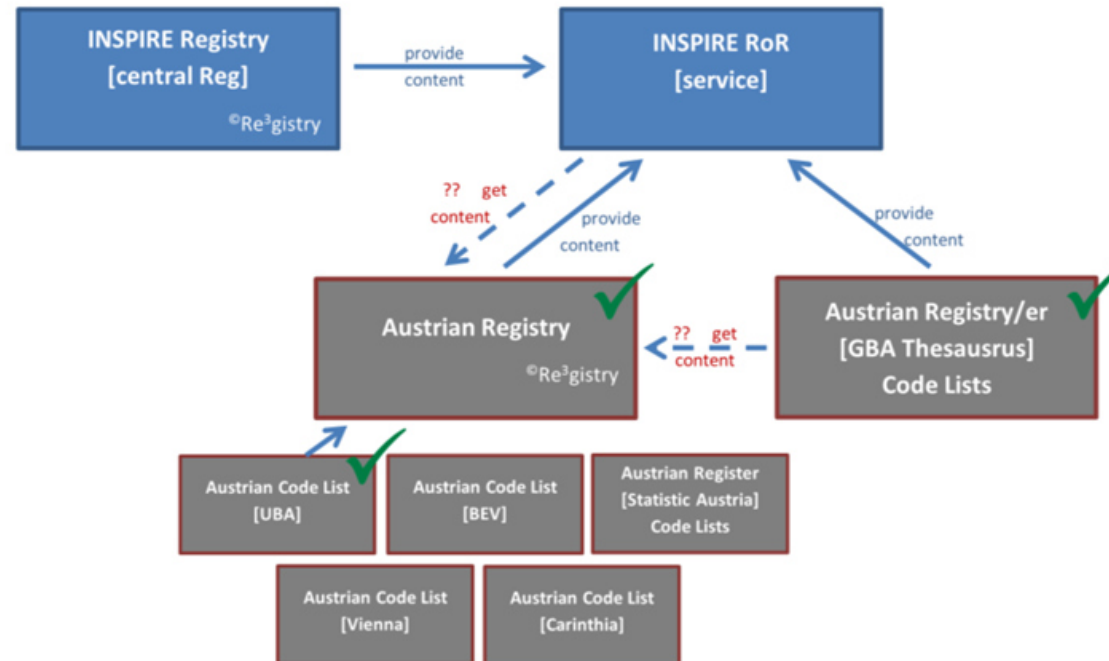 INSPIRE Registry
[central Reg]
©Re³gistry
provide
content
INSPIRE RoR
[service]
?? get
content
provide
content
provide
content
Austrian Registry
©Re³gistry
?? get
content
Austrian Registry/er
[GBA Thesausrus]
Code Lists
Austrian Code List
[UBA]
Austrian Code List
[BEV]
Austrian Register
[Statistic Austria]
Code Lists
Austrian Code List
[Vienna]
Austrian Code List
[Carinthia]